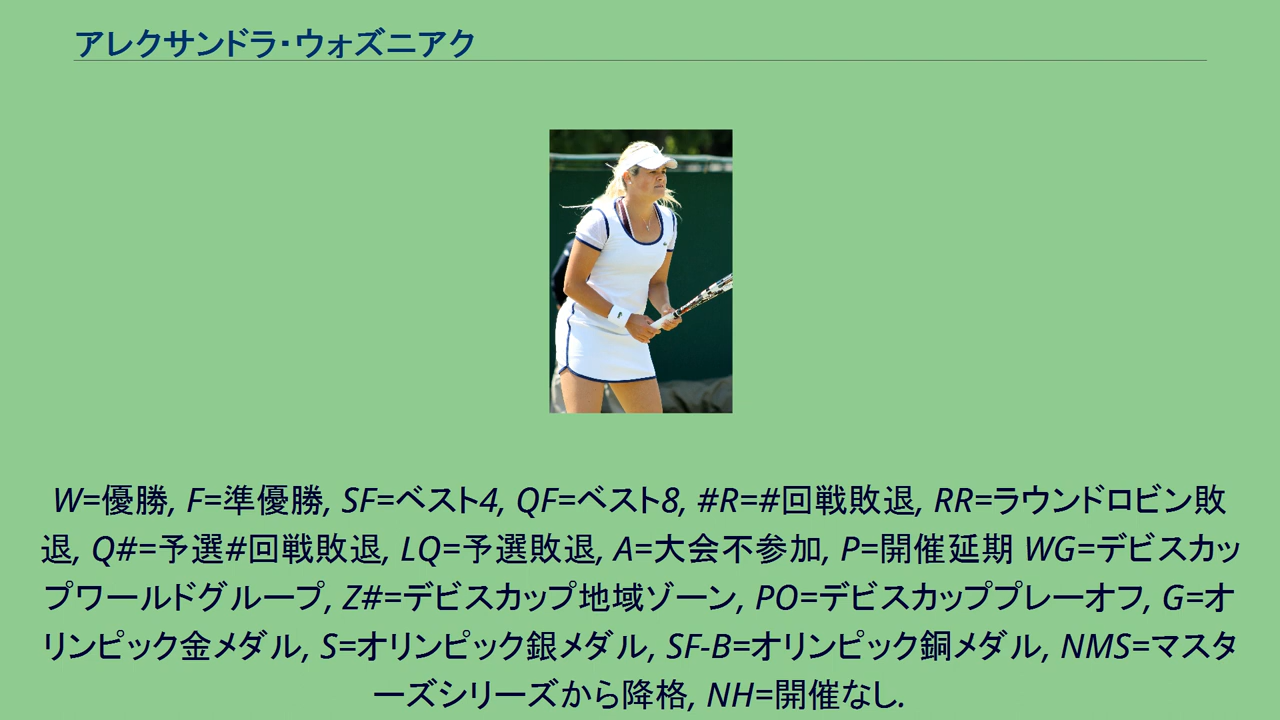 アレクサンドラ・ウォズニアク
W=優勝, F=準優勝, SF=ベスト4, QF=ベスト8, #R=#回戦敗退, RR=ラウンドロビン敗
退, Q#=予選#回戦敗退, LQ=予選敗退, A=大会不参加, P=開催延期 WG=デビスカッ
プワールドグループ, Z#=デビスカップ地域ゾーン, PO=デビスカッププレーオフ, G=オ
リンピック金メダル, S=オリンピック銀メダル, SF-B=オリンピック銅メダル, NMS=マスタ
ーズシリーズから降格, NH=開催なし.